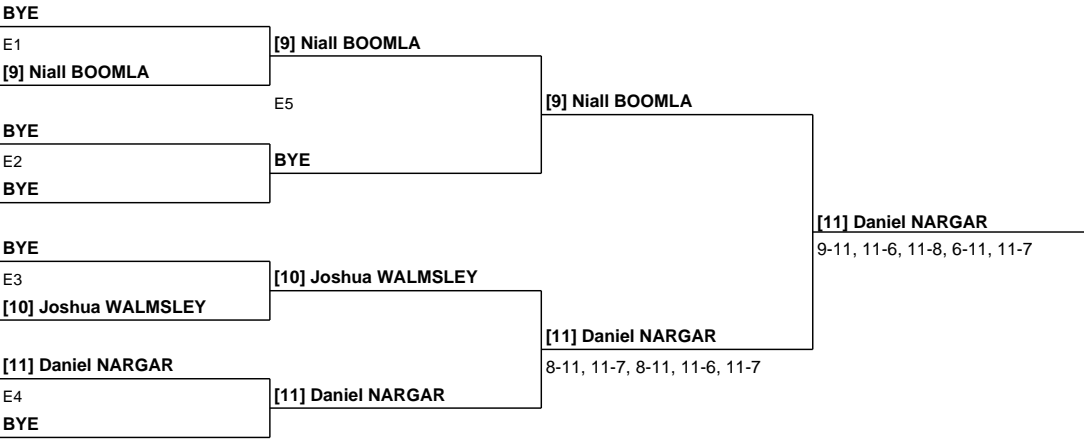 BYE
E1
[9] Niall BOOMLA
[9] Niall BOOMLA
E5
[9] Niall BOOMLA
BYE
E2
BYE
BYE
[11] Daniel NARGAR
9-11, 11-6, 11-8, 6-11, 11-7
BYE
E3
[10] Joshua WALMSLEY
[10] Joshua WALMSLEY
[11] Daniel NARGAR
8-11, 11-7, 8-11, 11-6, 11-7
[11] Daniel NARGAR
E4
[11] Daniel NARGAR
BYE